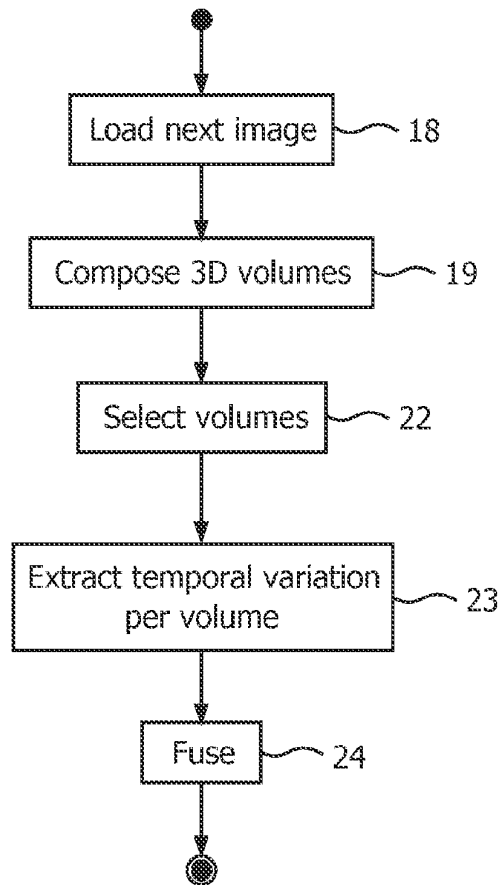 Load next image
18
Compose 3D volumes
19
Select volumes
22
Extract temporal variation
per volume
23
Fuse
24